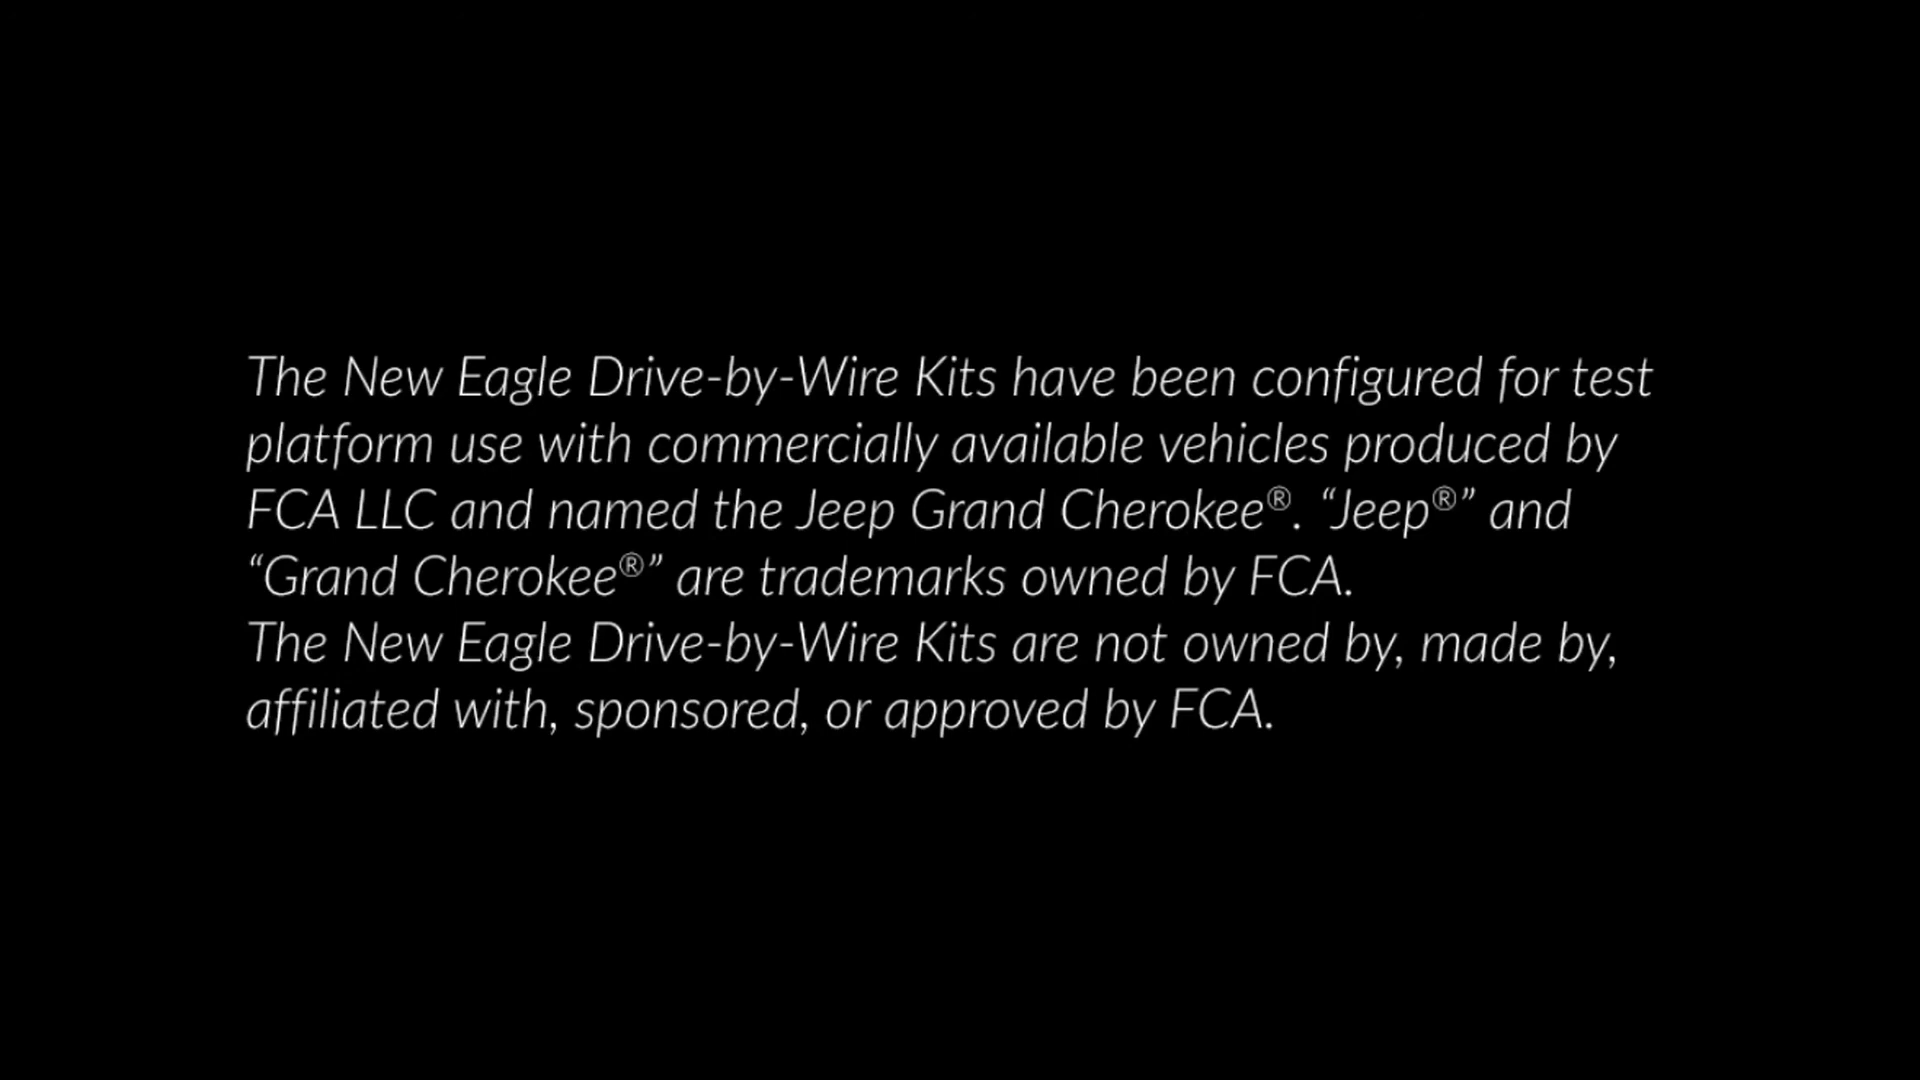 The New Eagle Drive-by-Wire Kits have been configured for test
platform use with commercially available vehicles produced by
FCA LLC and named the Jeep Grand Cherokee®. “Jeep®” and
“Grand Cherokee®” are trademarks owned by FCA.
The New Eagle Drive-by-Wire Kits are not owned by, made by,
affiliated with, sponsored, or approved by FCA.